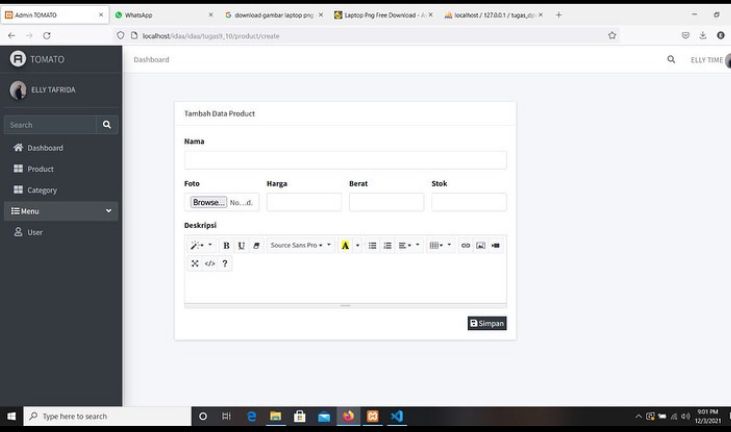 Admin TOMATO
WhatsApp
download-gambar laptop png
Laptop Png Free Download - A
localhost / 127.0.0.1 / tugas_dp
localhost/idaa/idaa/tugas9_10/product/create
TOMATO
Dashboard
ELLY TIME
ELLY TAFRIDA
Search
Dashboard
Product
Category
Menu
User
Tambah Data Product
Nama
Foto Harga Berat Stok
Browse... No...d.
Deskripsi
B U Source Sans Pro A
</> ?
Simpan
Type here to search
9:01 PM
12/3/2021